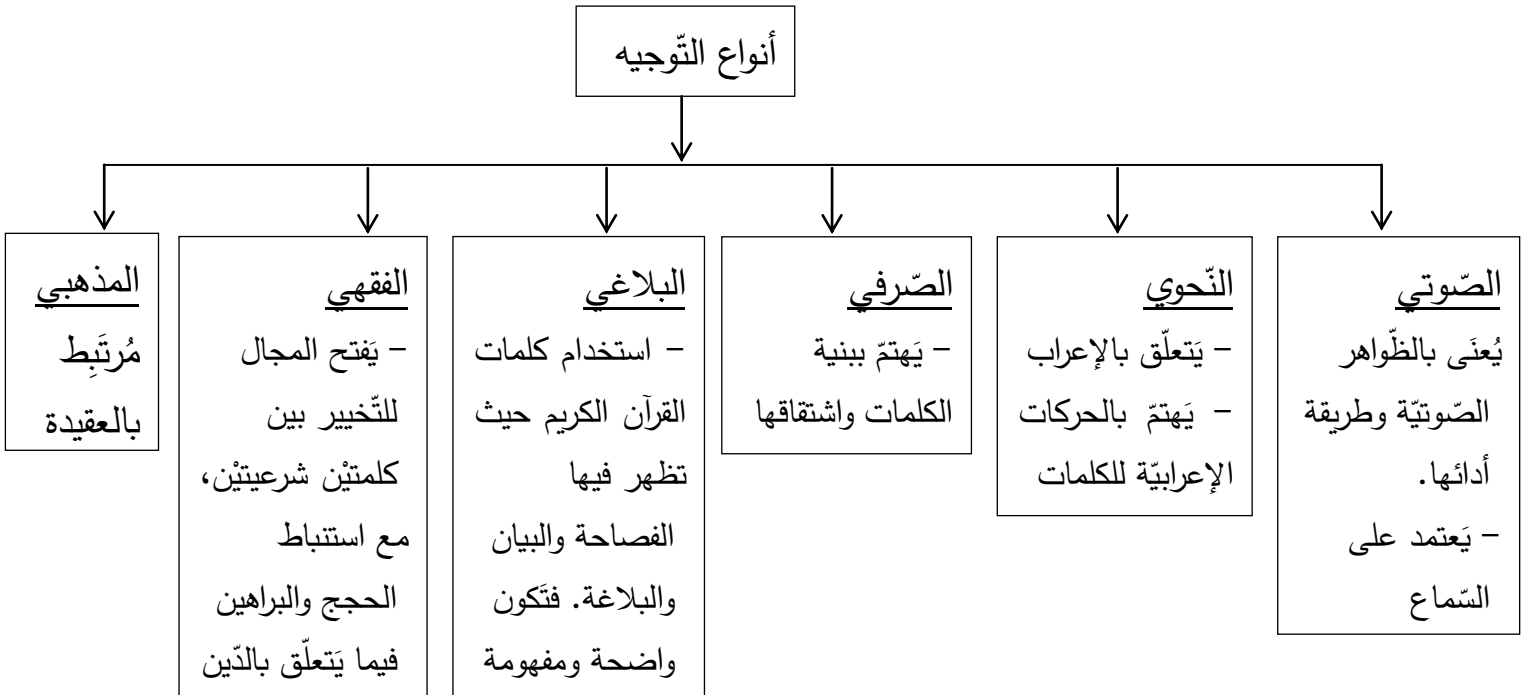 أنواع التّوجيه
الصّوتي
يُعنَى بالظّواهر
الصّوتيّة وطريقة
أدائها.
– يَعتمد على
السّماع
النّحوي
– يَتعلّق بالإعراب
– يَهتمّ بالحركات
الإعرابيّة للكلمات
الصّرفي
– يَهتمّ ببنية
الكلمات واشتقاقها
البلاغي
– استخدام كلمات
القرآن الكريم حيث
تظهر فيها
الفصاحة والبيان
والبلاغة. فتَكون
واضحة ومفهومة
الفقهي
– يَفتح المجال
للتّخيير بين
كلمتيْن شرعيتيْن،
مع استنباط
الحجج والبراهين
فيما يَتعلّق بالدّين
المذهبي
مُرتَبِط
بالعقيدة